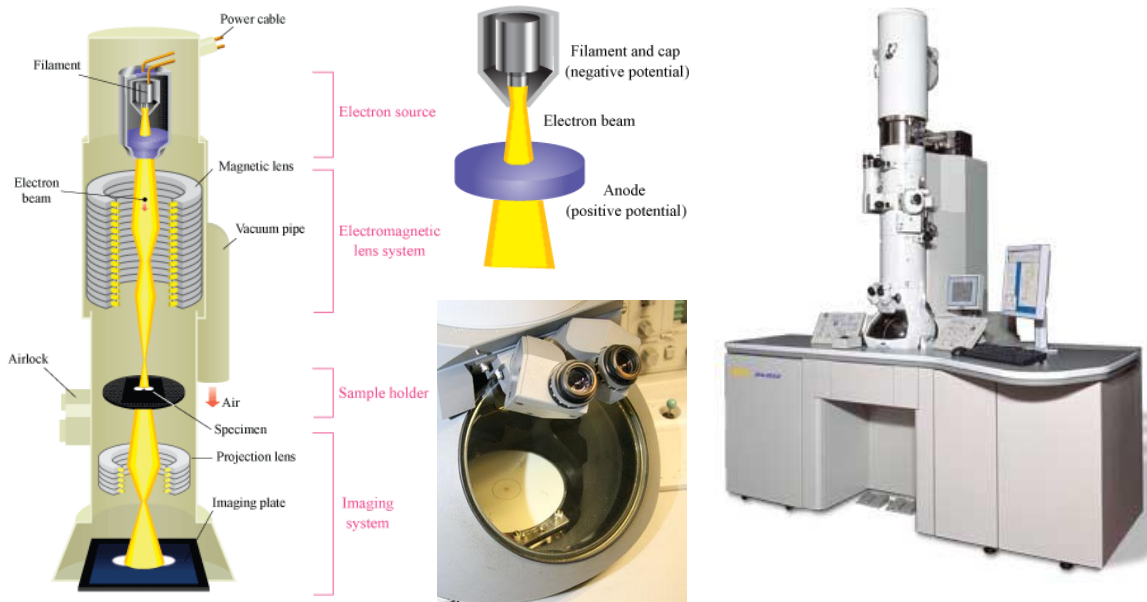 Power cable
Filament
Electron source
Magnetic lens
Electron
beam
Vacuum pipe
Electromagnetic
lens system
Airlock
Air
Sample holder
Specimen
Projection lens
Imaging plate
Imaging
system
Filament and cap
(negative potential)
Electron beam
Anode
(positive potential)